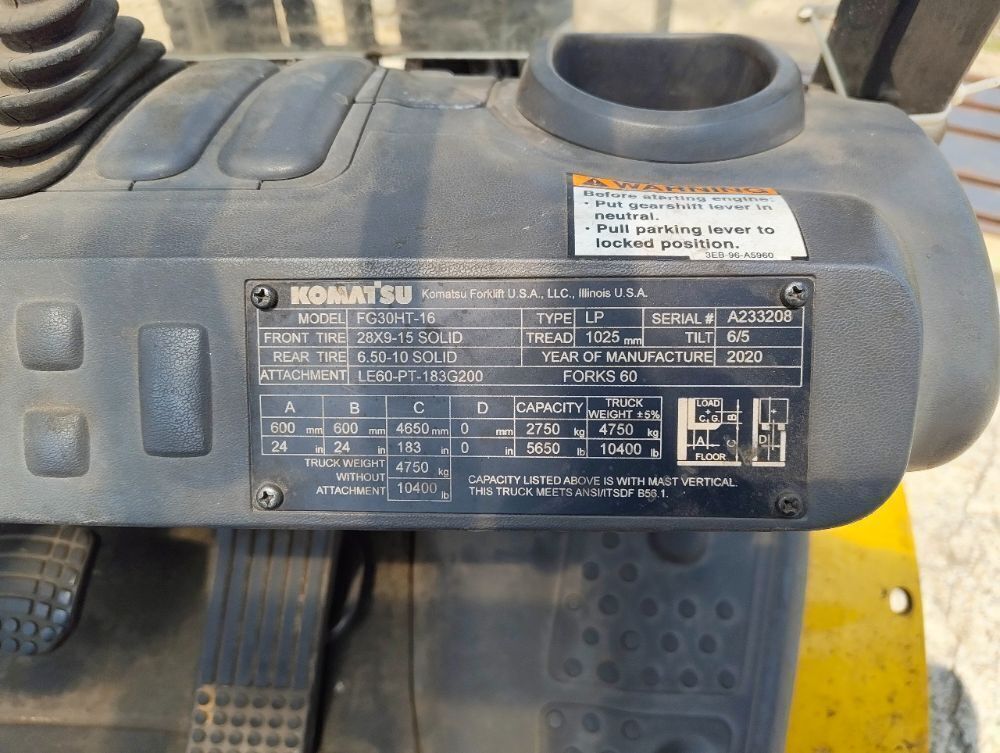 WARNING
Before starting engine:
· Put gearshift lever in
neutral.
· Pull parking lever to
locked position.
3EB-96-A5960
KOMATSU Komatsu Forklift U.S.A., LLC., Illinois U.S.A.
MODEL FG30HT-16 TYPE LP SERIAL # A233208
FRONT TIRE 28X9-15 SOLID TREAD 1025 mm TILT 6/5
REAR TIRE 6.50-10 SOLID YEAR OF MANUFACTURE 2020
ATTACHMENT LE60-PT-183G200 FORKS 60
A B C D CAPACITY TRUCK WEIGHT ±5%
600 mm 600 mm 4650 mm 0 mm 2750 kg 4750 kg
24 in 24 in 183 in 0 in 5650 lb 10400 lb
TRUCK WEIGHT WITHOUT ATTACHMENT 4750 kg
10400 lb
LOAD
C.G.
A B C D
FLOOR
CAPACITY LISTED ABOVE IS WITH MAST VERTICAL.
THIS TRUCK MEETS ANSI/ITSDF B56.1.